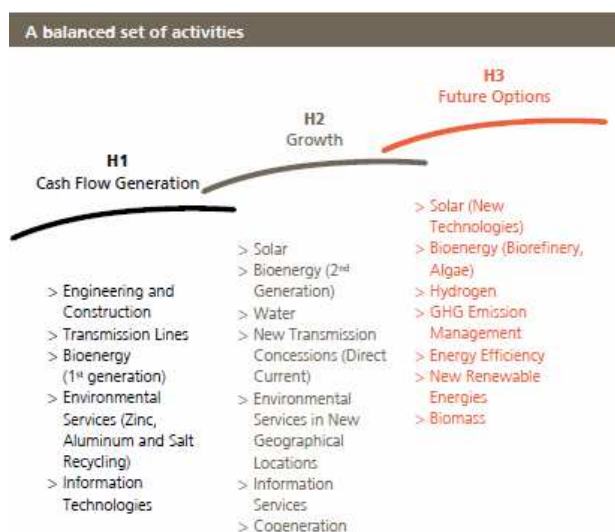 A balanced set of activities
H3
Future Options
H2
Growth
H1
Cash Flow Generation
> Engineering and
Construction
> Transmission Lines
> Bioenergy
(1st generation)
> Environmental
Services (Zinc,
Aluminum and Salt
Recycling)
> Information
Technologies
> Solar
> Bioenergy (2nd
Generation)
> Water
> New Transmission
Concessions (Direct
Current)
> Environmental
Services in New
Geographical
Locations
> Information
Services
> Cogeneration
> Solar (New
Technologies)
> Bioenergy (Biorefinery,
Algae)
> Hydrogen
> GHG Emission
Management
> Energy Efficiency
> New Renewable
Energies
> Biomass